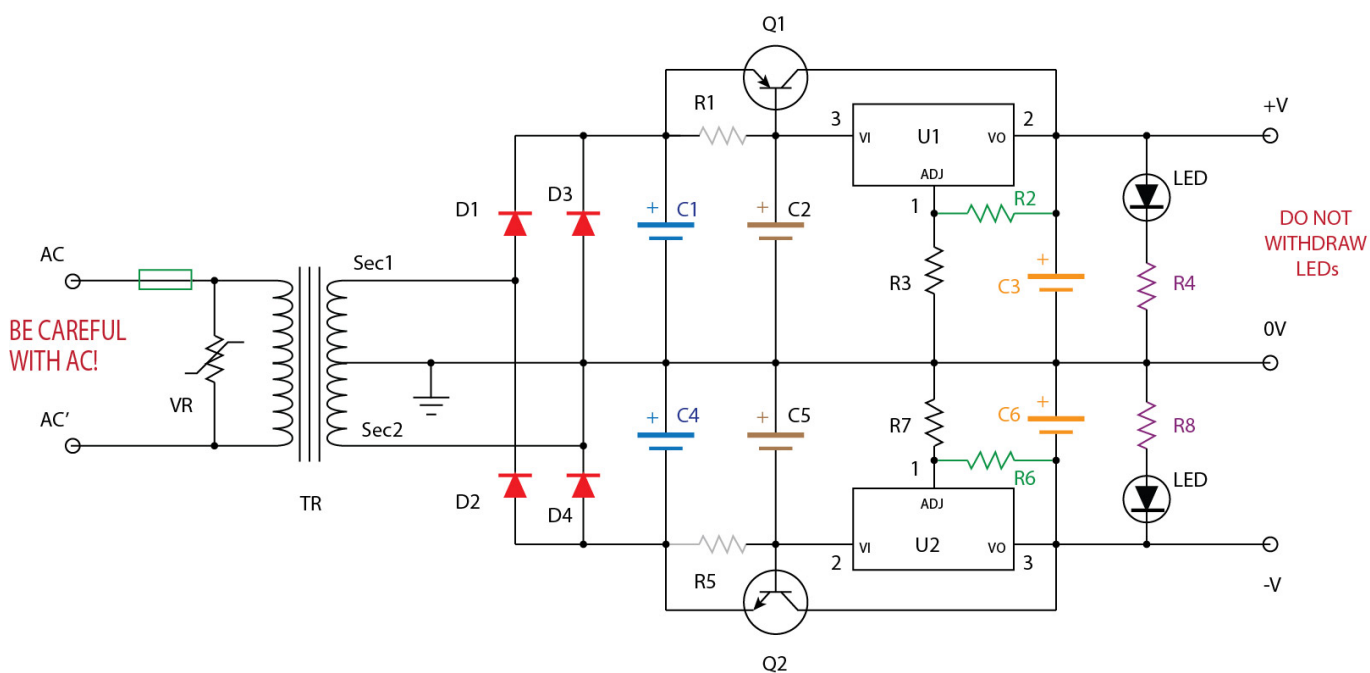 Q1
R1
+V
3
VI
U1
VO
2
ADJ
LED
D3
D1
+
C1
+
C2
1
R2
DO NOT
WITHDRAW
LEDs
AC
Sec1
R3
+
C3
R4
BE CAREFUL
WITH AC!
0V
VR
+
C4
+
C5
R7
+
C6
R8
AC’
Sec2
1
R6
LED
D2
D4
TR
ADJ
VI
U2
VO
2
3
R5
-V
Q2